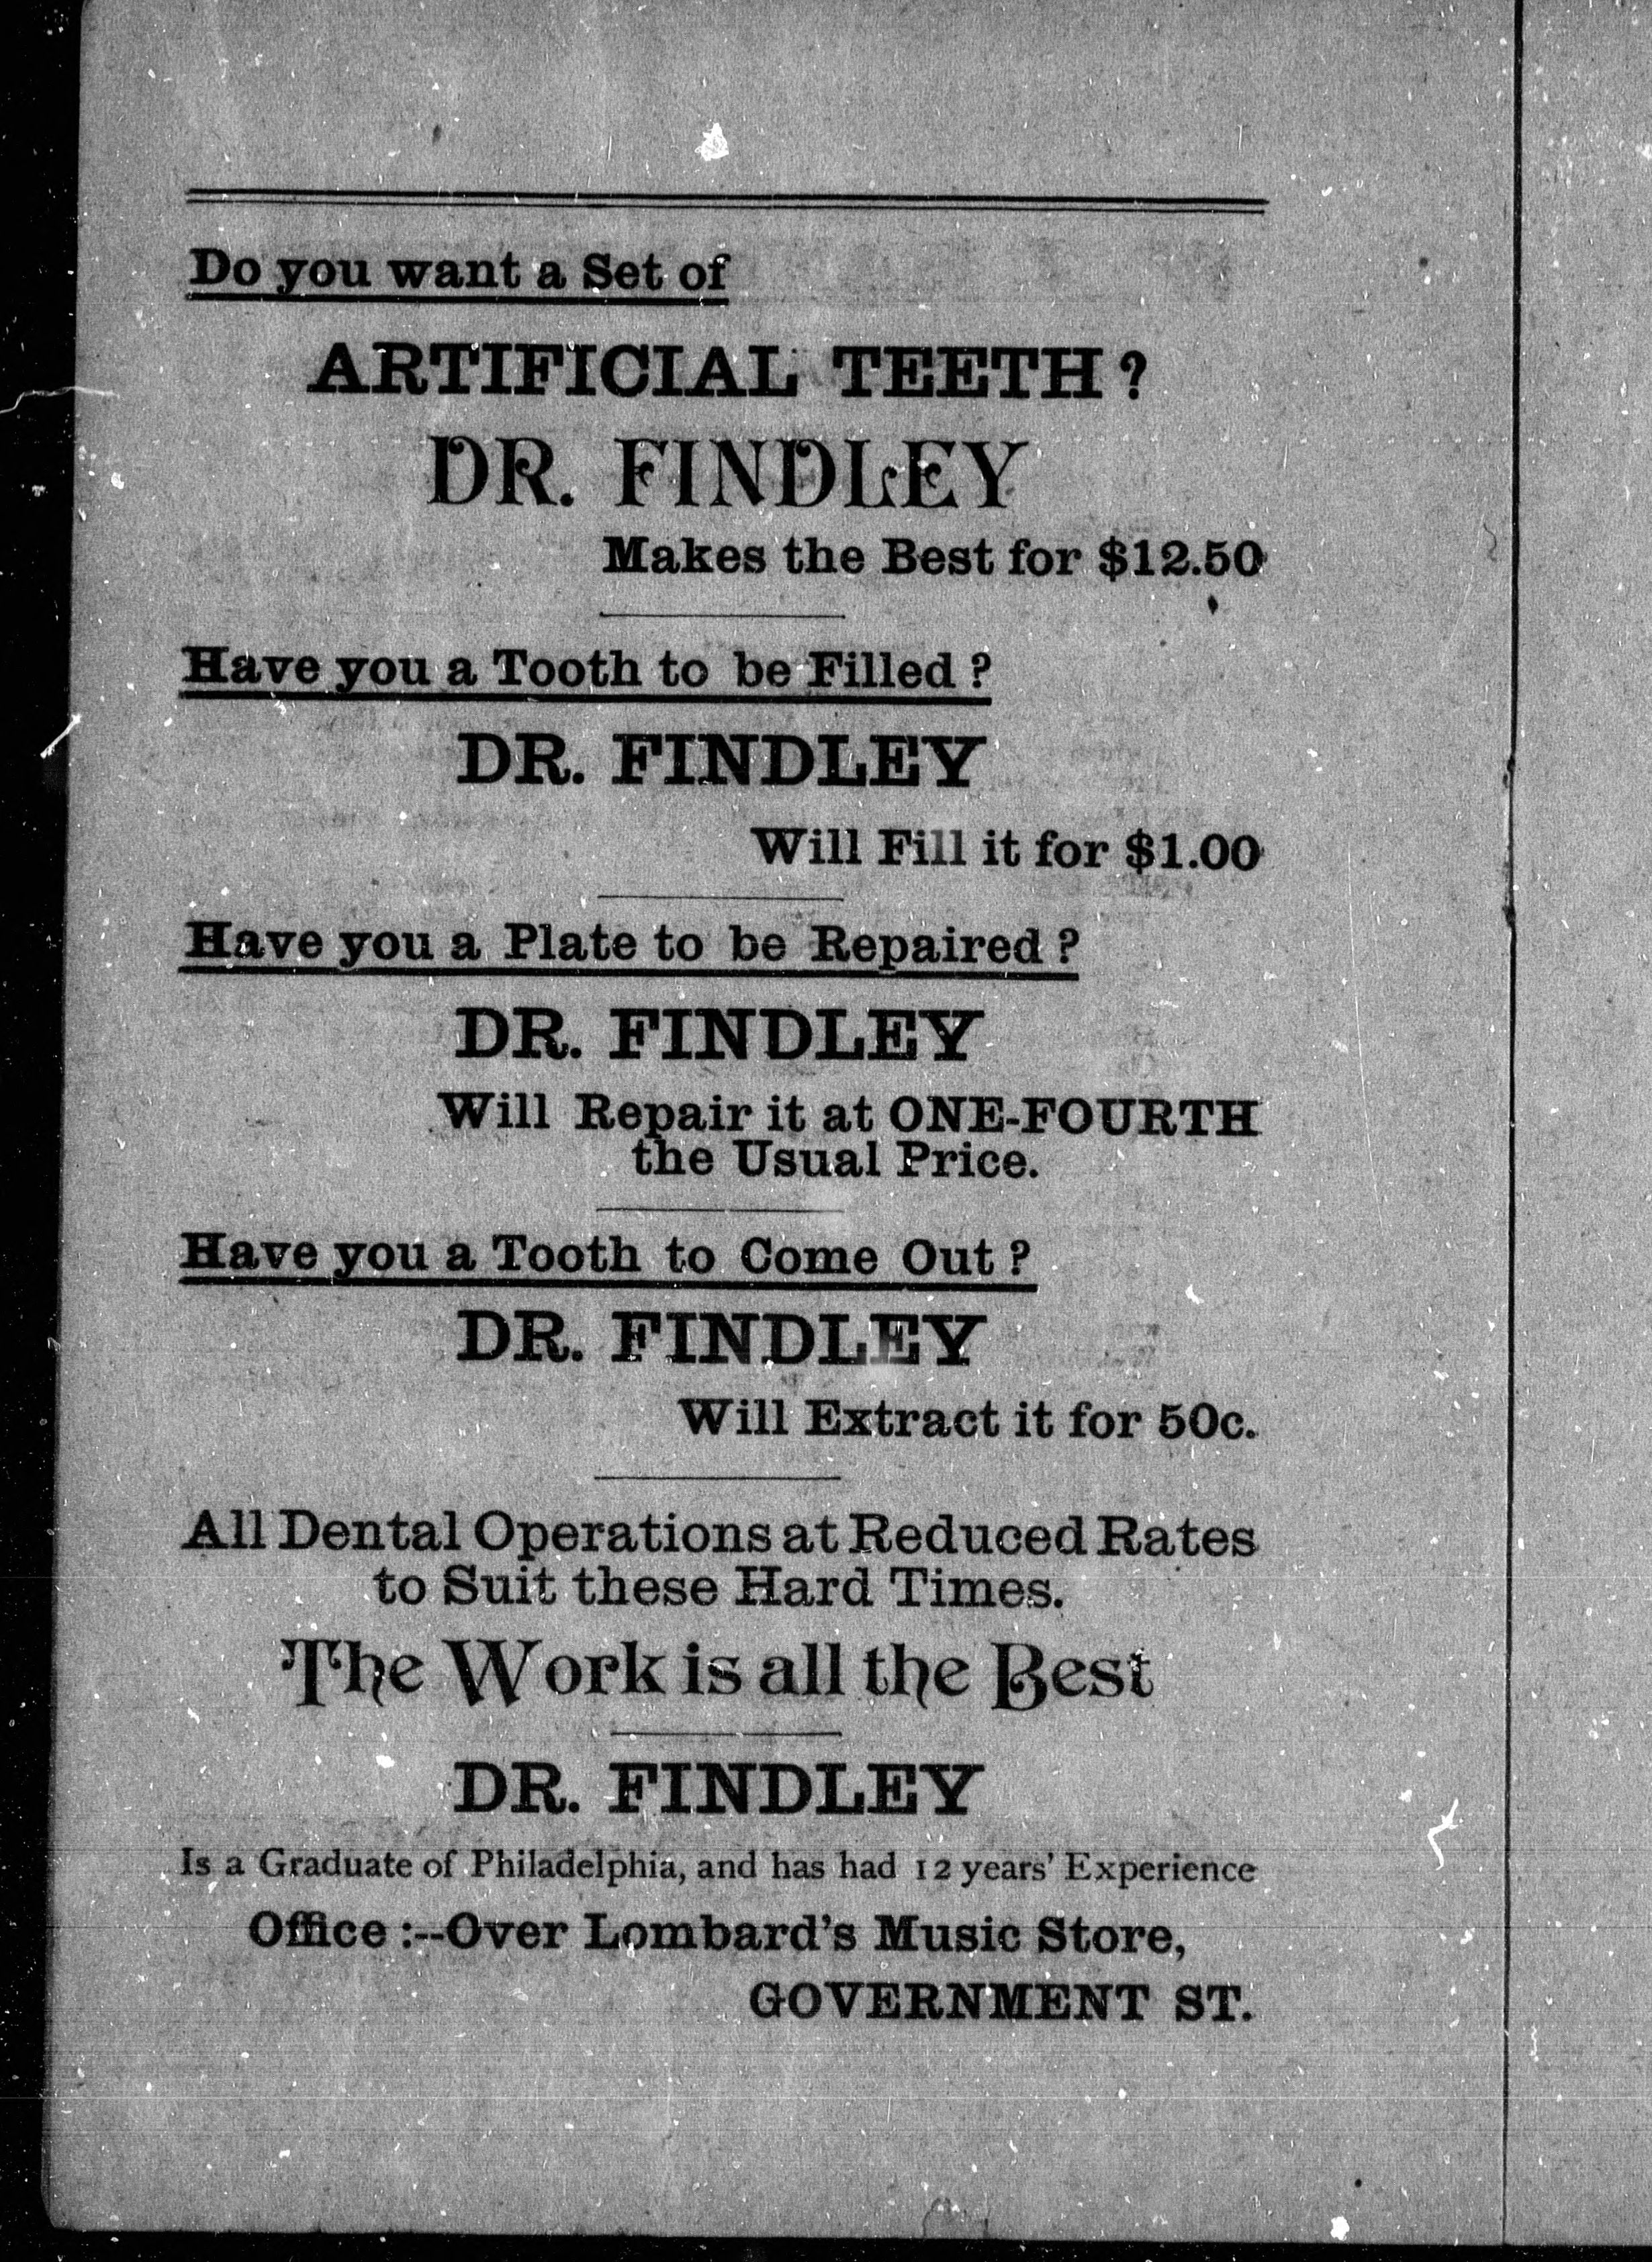 Do you want a Set of
ARTIFICIAL TEETH?
DR. FINDLEY
Makes the Best for $12.50
Have you a Tooth to be Filled?
DR. FINDLEY
Will Fill it for $1.00
Have you a Plate to be Repaired?
DR. FINDLEY
Will Repair it at ONE-FOURTH
the Usual Price.
Have you a Tooth to Come Out?
DR. FINDLEY
Will Extract it for 50c.
All Dental Operations at Reduced Rates
to Suit these Hard Times.
The Work is all the Best
DR. FINDLEY
Is a Graduate of Philadelphia, and has had 12 years' Experience
Office :--Over Lombard's Music Store,
GOVERNMENT ST.